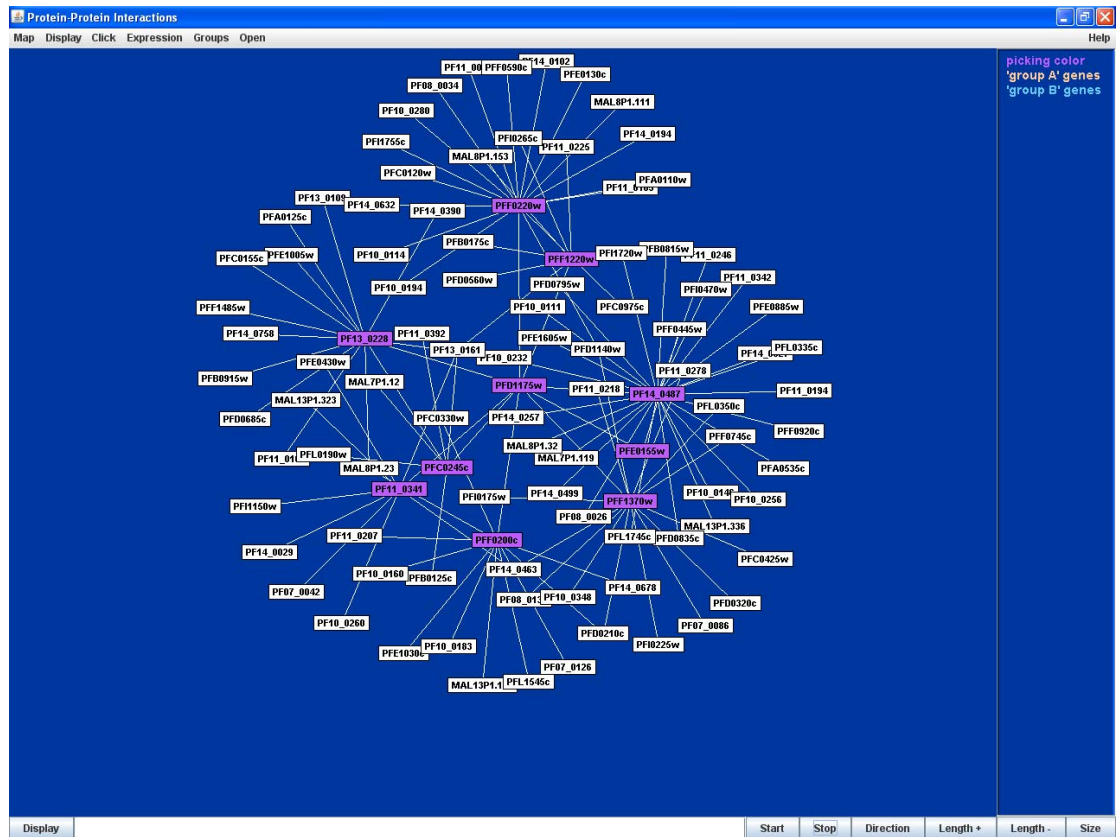 Protein-Protein Interactions
Map Display Click Expression Groups Open Help
picking color
'group A' genes
'group B' genes
PF14_0102
PF11_00
PFF0590c
PFE0130c
PF08_0034
MAL8P1.111
PF10_0280
PF14_0194
PFI0265c
PFI1755c
PF11_0225
MAL8P1.153
PFC0120w
PFA0110w
PF13_0109
PF14_0632
PFF0220w
PF14_0390
PFA0125c
PFB0175c
PFB0815w
PFC0155c
PFE1005w
PF10_0114
PFF1220w
PFI1720w
PF11_0246
PFD0560w
PFD0795w
PF11_0342
PF10_0194
PFI0470w
PFF1485w
PF10_0111
PFC0975c
PFE0885w
PF14_0758
PF13_0228
PF11_0392
PFE1605w
PFF0445w
PF13_0161
PFD1140w
PFL0335c
PFE0430w
PF10_0232
PF11_0278
PFB0915w
MAL7P1.12
PFD1175w
PF11_0218
PF14_0487
PF11_0194
MAL13P1.323
PFL0350c
PFD0685c
PFC0330w
PF14_0257
PFF0920c
PFF0745c
MAL8P1.32
PFE0155w
PFL0190w
MAL7P1.119
MAL8P1.23
PFC0245c
PFA0535c
PF11_0341
PF14_0499
PFI1150w
PFI0175w
PFF1370w
PF10_0256
PF08_0026
MAL13P1.336
PF11_0207
PFF0200c
PFL1745c
PFD0835c
PF14_0029
PFC0425w
PF10_0160
PFB0125c
PF14_0463
PF14_0678
PF07_0042
PF10_0348
PFD0320c
PF10_0260
PF07_0086
PFD0210c
PFI0225w
PF10_0183
PF07_0126
PFL1545c
Display Start Stop Direction Length + Length - Size